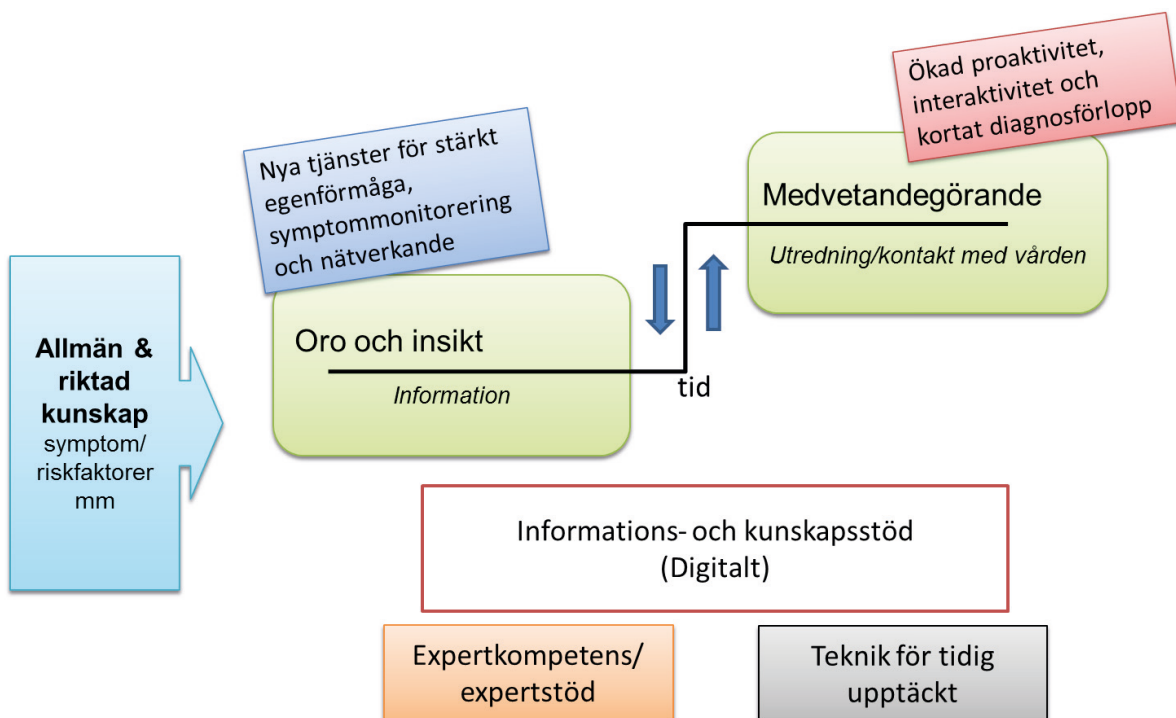 Ökad proaktivitet,
interaktivitet och
kortat diagnosförlopp
Nya tjänster för stärkt
egenförmåga,
symptommonitorering
och nätverkande
Medvetandegörande
Utredning/kontakt med vården
Allmän &
riktad
kunskap
symptom/
riskfaktorer
mm
Oro och insikt
Information
tid
Informations- och kunskapsstöd
(Digitalt)
Expertkompetens/
expertstöd
Teknik för tidig
upptäckt